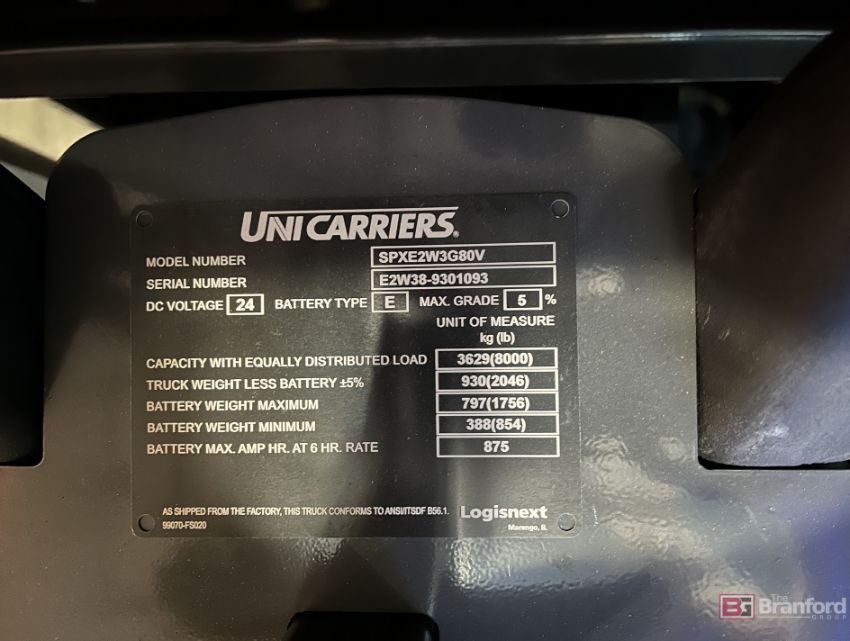 UNICARRIERS®
MODEL NUMBER SPXE2W3G80V
SERIAL NUMBER E2W38-9301093
DC VOLTAGE 24 BATTERY TYPE E MAX. GRADE 5 %
UNIT OF MEASURE
kg (lb)
CAPACITY WITH EQUALLY DISTRIBUTED LOAD 3629(8000)
TRUCK WEIGHT LESS BATTERY ±5% 930(2046)
BATTERY WEIGHT MAXIMUM 797(1756)
BATTERY WEIGHT MINIMUM 388(854)
BATTERY MAX. AMP HR. AT 6 HR. RATE 875
AS SHIPPED FROM THE FACTORY, THIS TRUCK CONFORMS TO ANSI/ITSDF B56.1. Logisnext
99070-FS020 Marengo, IL
BG The Branford GROUP